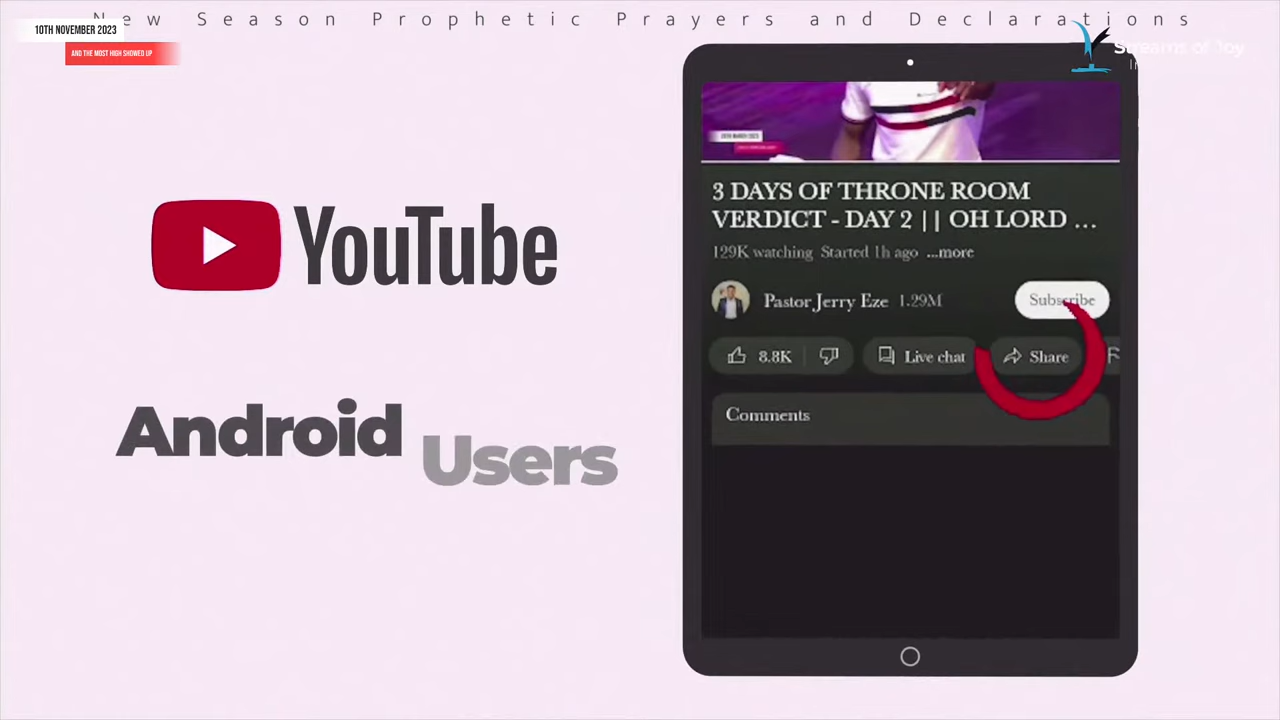 New Season Prophetic Prayers and Declarations
10TH NOVEMBER 2023
AND THE MOST HIGH SHOWED UP
Streams of Joy
YouTube
Android Users
3 DAYS OF THRONE ROOM
VERDICT - DAY 2 || OH LORD ...
129K watching Started 1h ago ...more
Pastor Jerry Eze 1.29M
Subscribe
8.8K
Live chat
Share
Comments